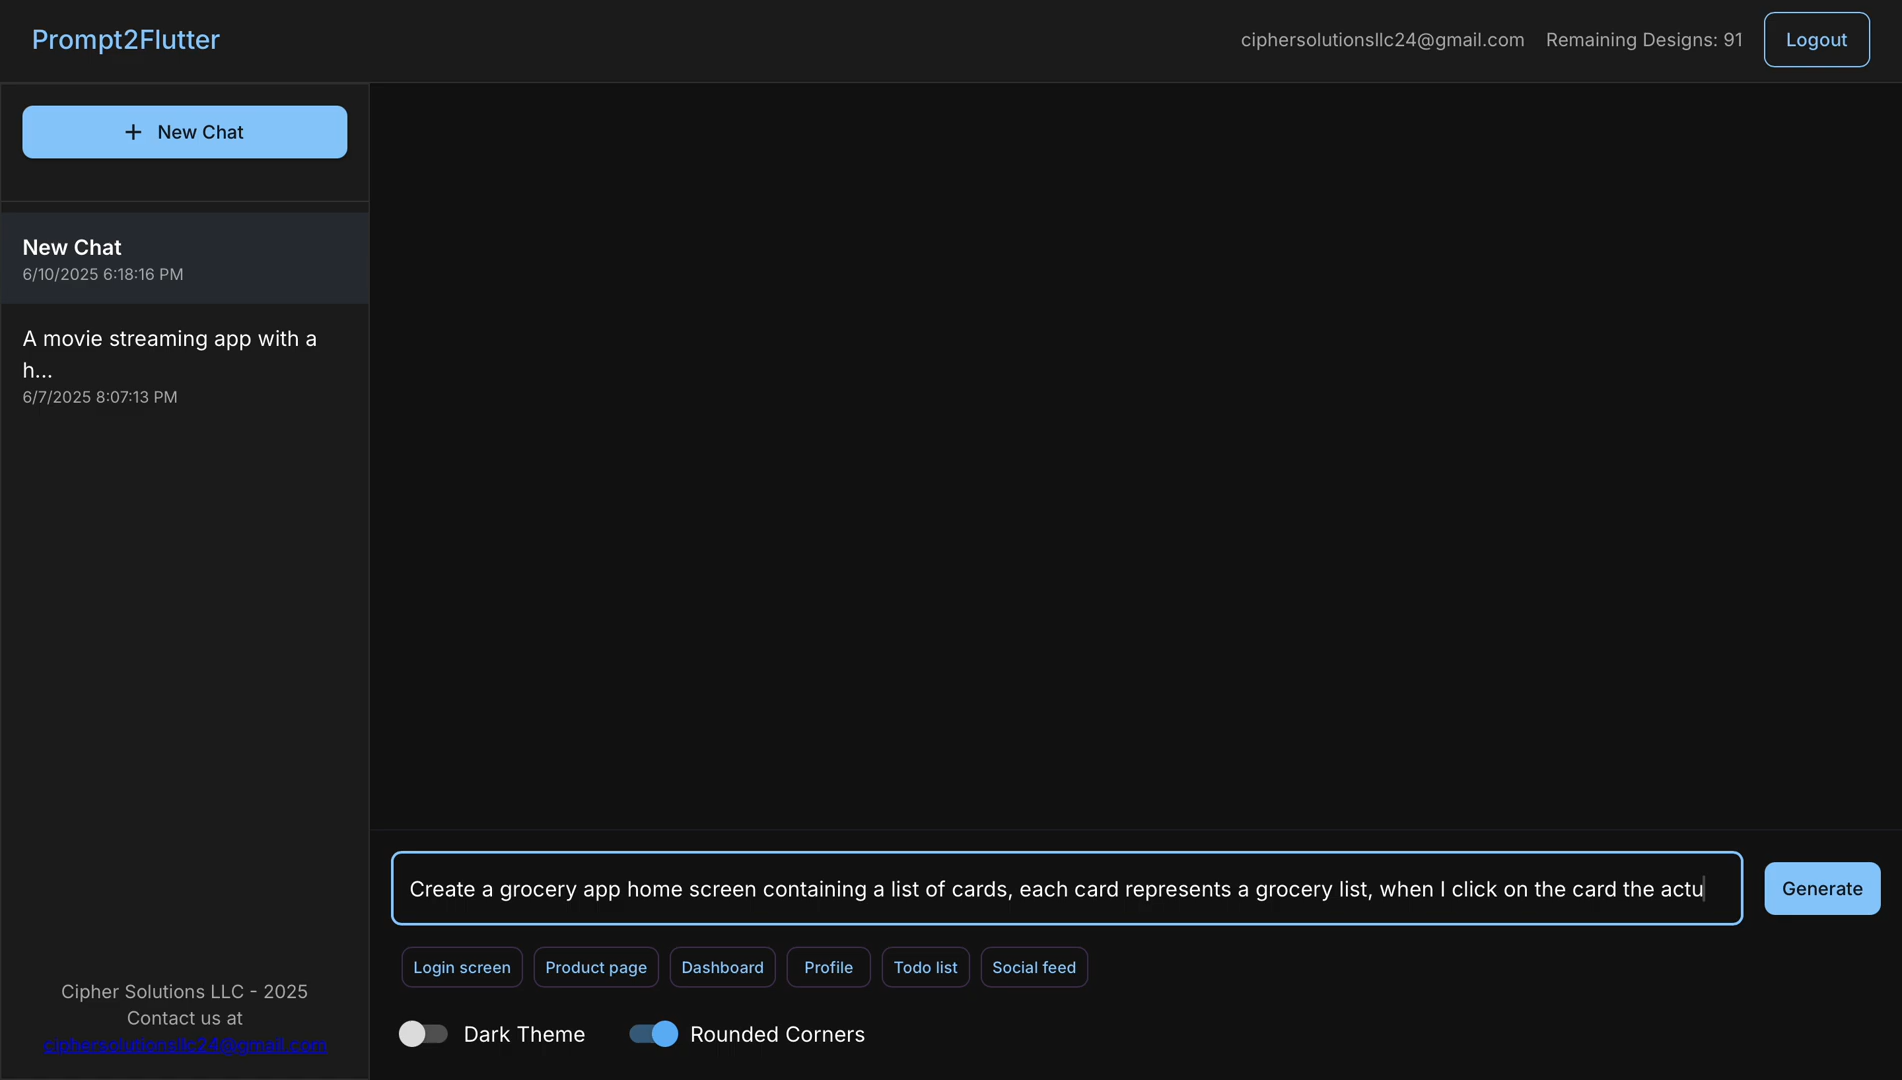 Prompt2Flutter
ciphersolutionsllc24@gmail.com
Remaining Designs: 91
Logout
+ New Chat
New Chat
6/10/2025 6:18:16 PM
A movie streaming app with a
h...
6/7/2025 8:07:13 PM
Create a grocery app home screen containing a list of cards, each card represents a grocery list, when I click on the card the actu
Generate
Login screen
Product page
Dashboard
Profile
Todo list
Social feed
Dark Theme
Rounded Corners
Cipher Solutions LLC - 2025
Contact us at
ciphersolutionsllc24@gmail.com